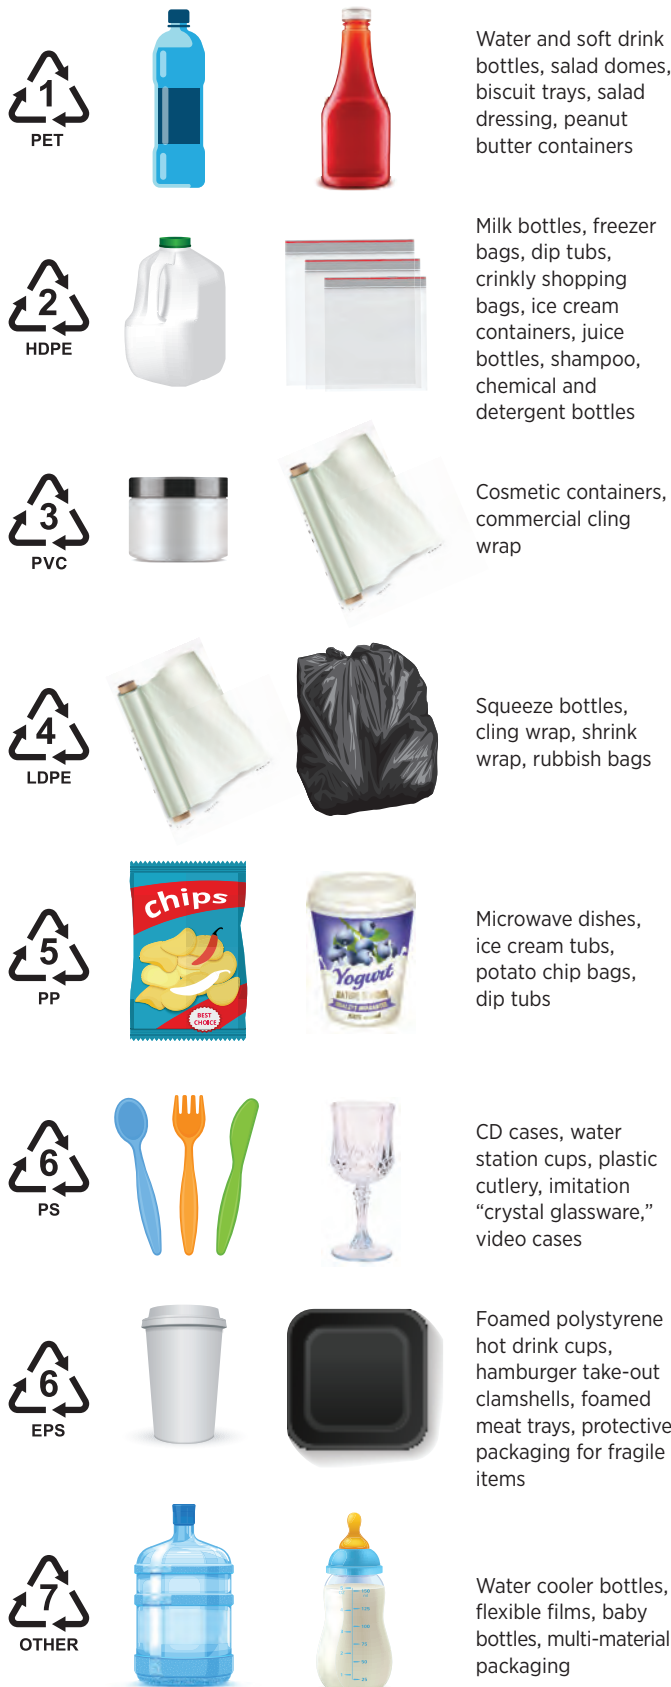 1
PET
Water and soft drink
bottles, salad domes,
biscuit trays, salad
dressing, peanut
butter containers
2
HDPE
Milk bottles, freezer
bags, dip tubs,
crinkly shopping
bags, ice cream
containers, juice
bottles, shampoo,
chemical and
detergent bottles
3
PVC
Cosmetic containers,
commercial cling
wrap
4
LDPE
Squeeze bottles,
cling wrap, shrink
wrap, rubbish bags
5
PP
chips
BEST
CHOICE
Yogurt
Microwave dishes,
ice cream tubs,
potato chip bags,
dip tubs
6
PS
CD cases, water
station cups, plastic
cutlery, imitation
“crystal glassware,”
video cases
6
EPS
Foamed polystyrene
hot drink cups,
hamburger take-out
clamshells, foamed
meat trays, protective
packaging for fragile
items
7
OTHER
Water cooler bottles,
flexible films, baby
bottles, multi-material
packaging